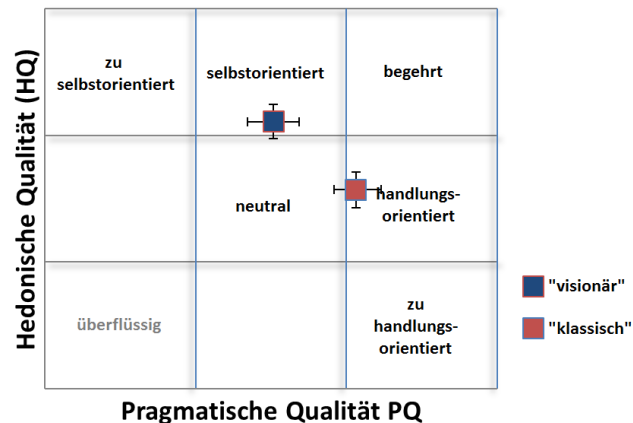 Hedonische Qualität (HQ)
zu
selbstorientiert
selbstorientiert
begehrt
neutral
handlungs-
orientiert
überflüssig
zu
handlungs-
orientiert
"visionär"
"klassisch"
Pragmatische Qualität PQ